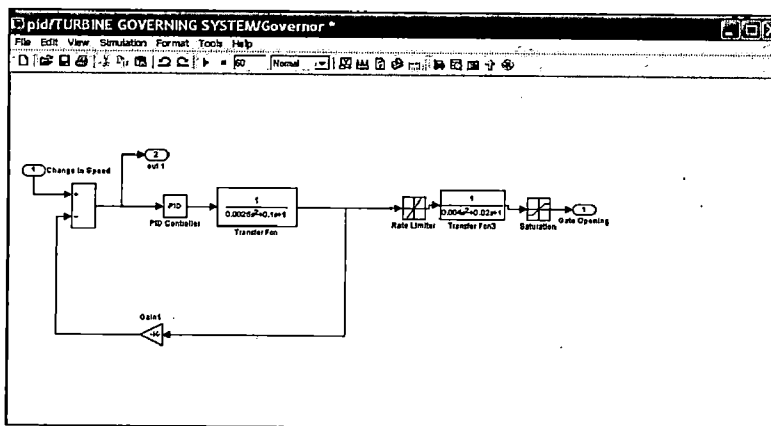 pid/TURBINE GOVERNING SYSTEM/Governor *
File Edit View Simulation Format Tools Help
60 Normal
1 Change In Speed
2
out 1
+
−
PID
PID Controller
1
0.0025s²+0.1s+1
Transfer Fcn
Rate Limiter
1
0.004s²+0.02s+1
Transfer Fcn3
Saturation
1
Gate Opening
Gain1
-K-